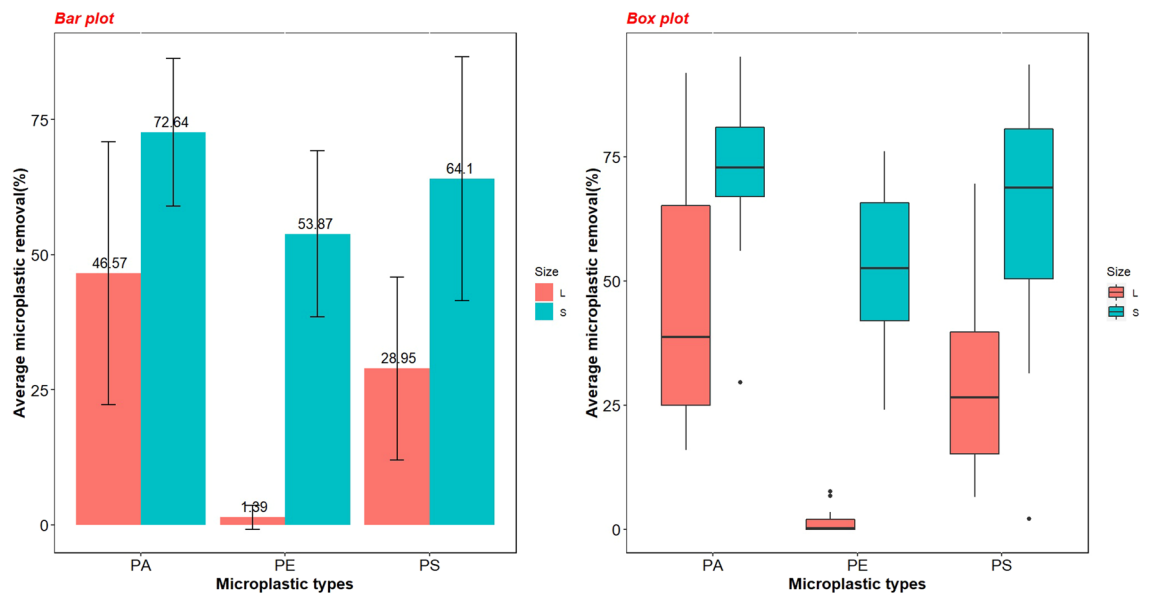 Bar plot
Average microplastic removal(%)
75
50
25
0
72.64
64.1
53.87
46.57
28.95
1.39
PA PE PS
Microplastic types
Size
L
S
Box plot
Average microplastic removal(%)
75
50
25
0
PA PE PS
Microplastic types
Size
L
S